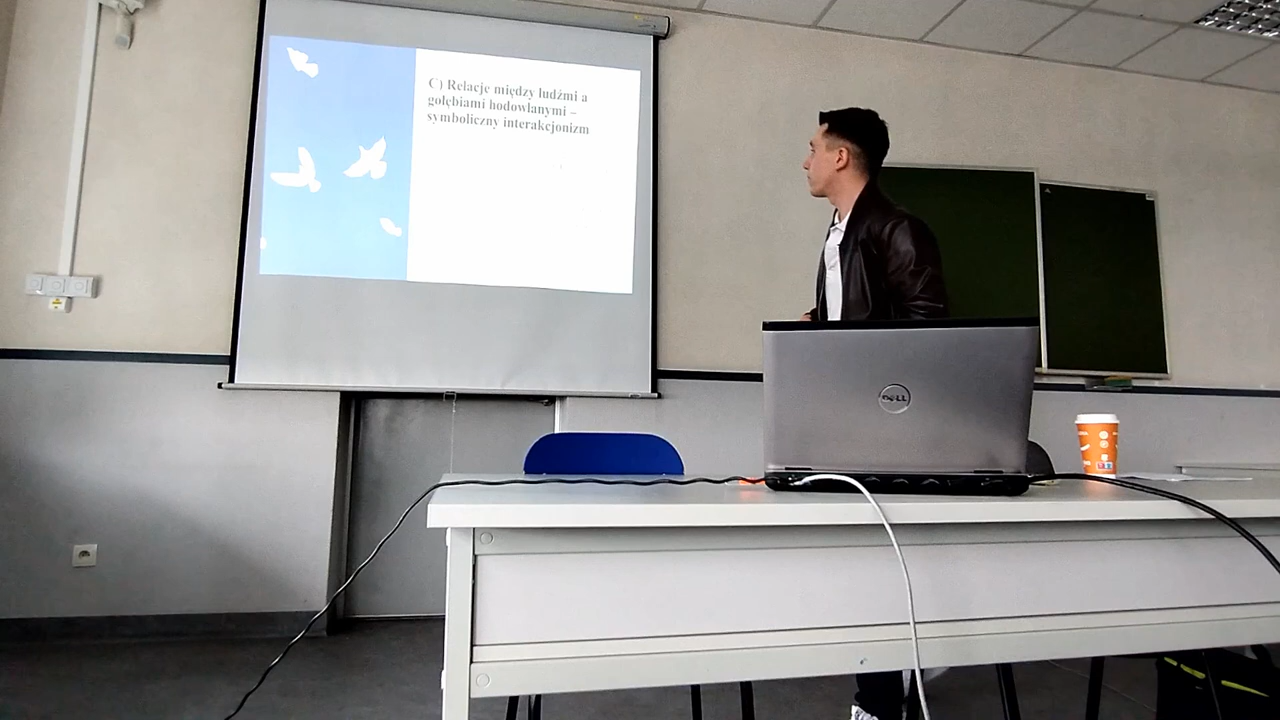 C) Relacje między ludźmi a
gołębiami hodowlanymi –
symboliczny interakcjonizm
DELL